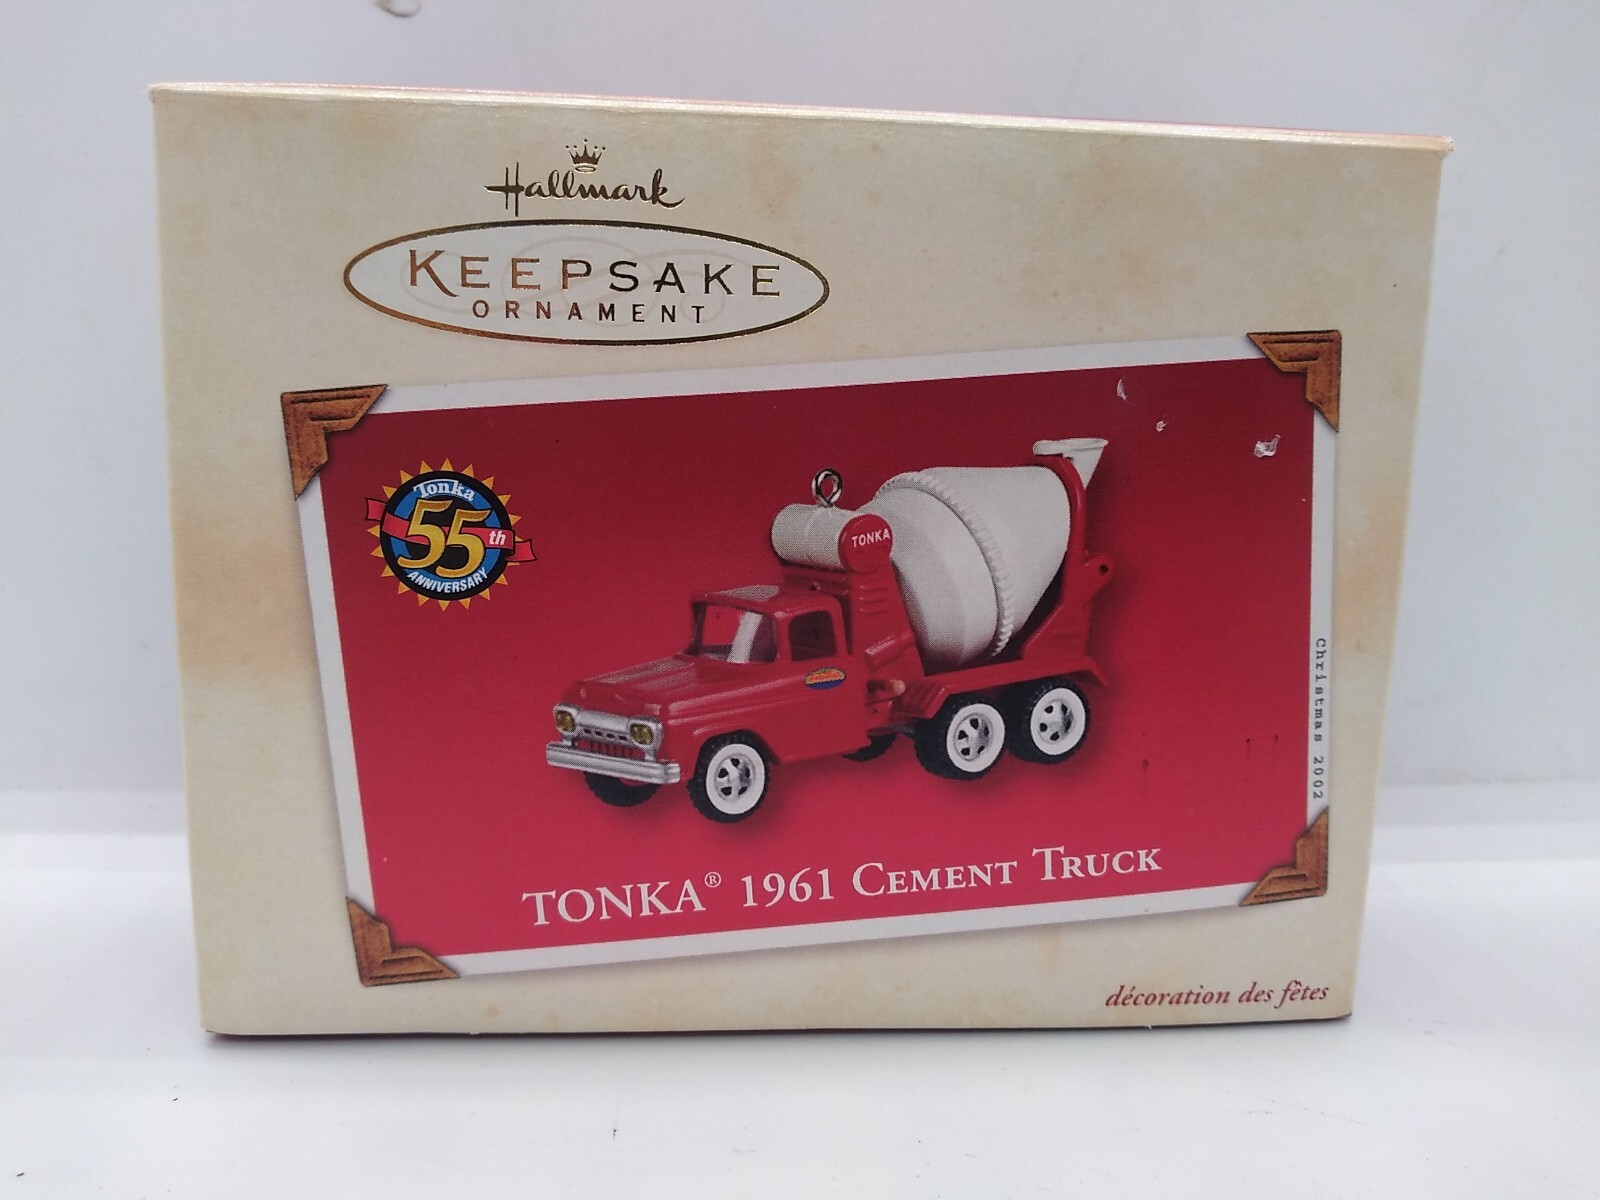 Hallmark
KEEPSAKE
ORNAMENT
Tonka
55th
ANNIVERSARY
TONKA
Christmas 2002
TONKA® 1961 CEMENT TRUCK
décoration des fêtes